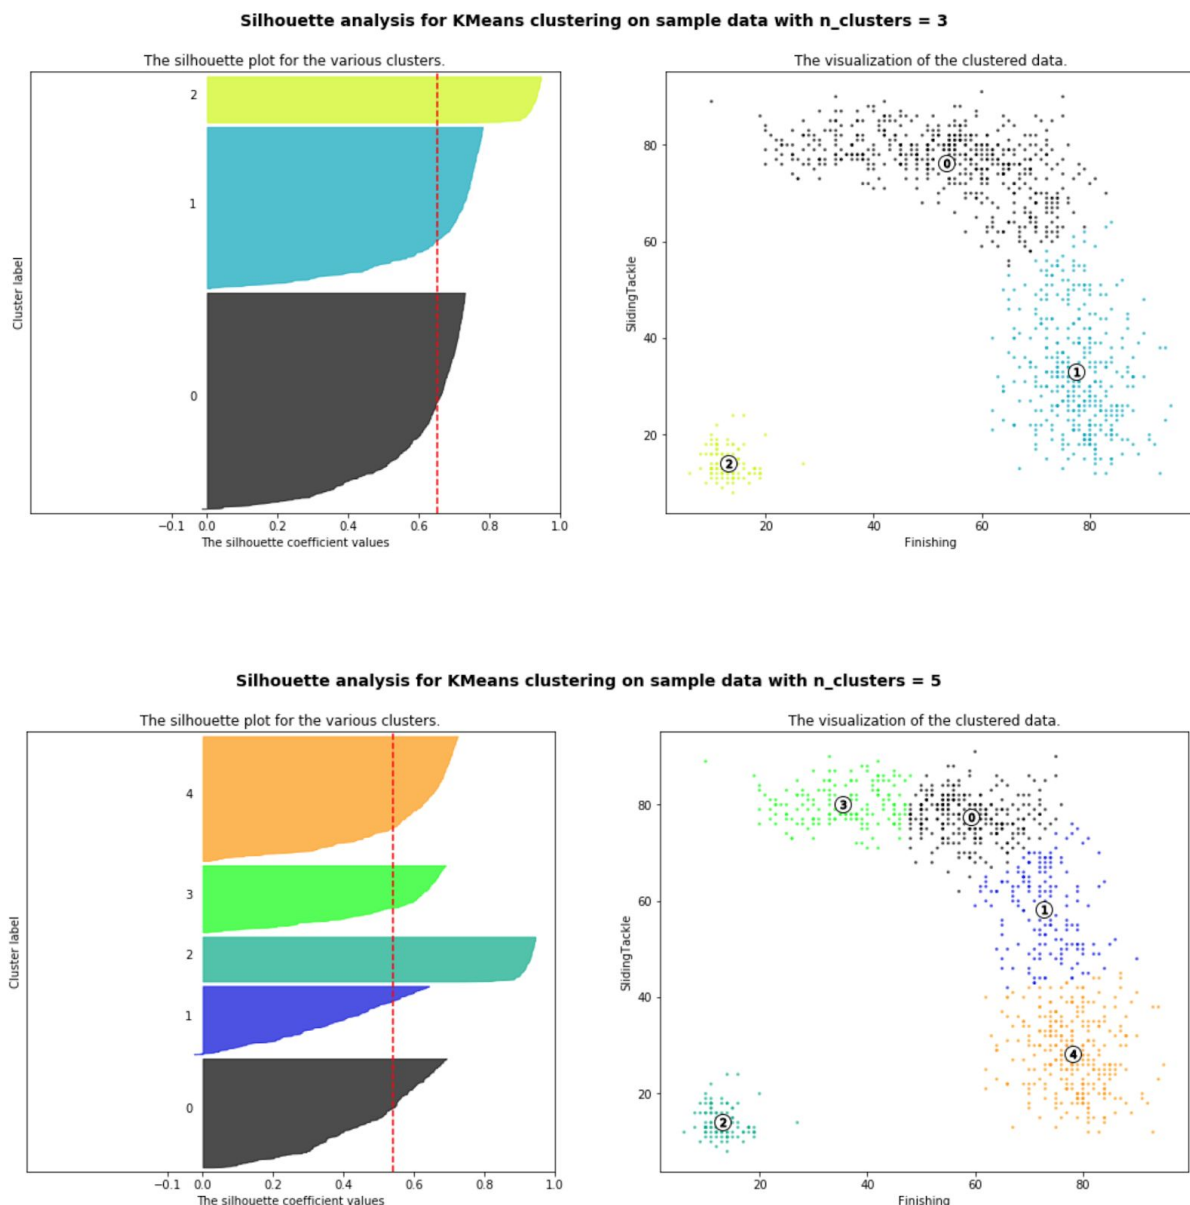 Silhouette analysis for KMeans clustering on sample data with n_clusters = 3
The silhouette plot for the various clusters.
Cluster label
2
1
0
−0.1 0.0 0.2 0.4 0.6 0.8 1.0
The silhouette coefficient values
The visualization of the clustered data.
SlidingTackle
80
60
40
20
0
1
2
20 40 60 80
Finishing
Silhouette analysis for KMeans clustering on sample data with n_clusters = 5
The silhouette plot for the various clusters.
Cluster label
4
3
2
1
0
−0.1 0.0 0.2 0.4 0.6 0.8 1.0
The silhouette coefficient values
The visualization of the clustered data.
SlidingTackle
80
60
40
20
3
0
1
4
2
20 40 60 80
Finishing